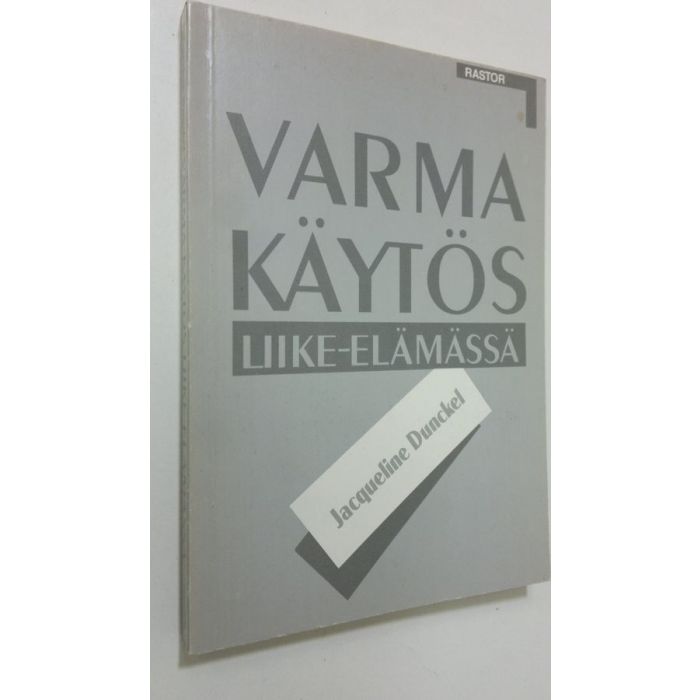 RASTOR
VARMA
KÄYTÖS
LIIKE-ELÄMÄSSÄ
Jacqueline Dunckel